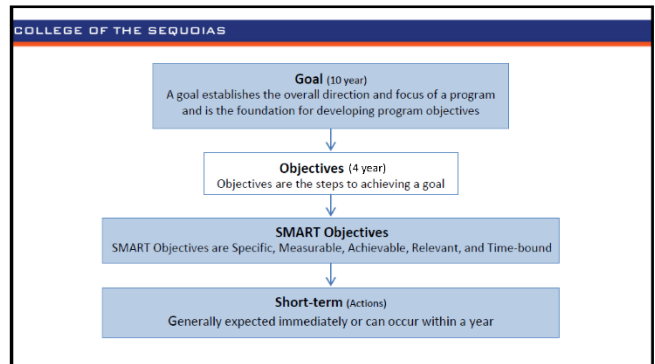 COLLEGE OF THE SEQUOIAS
Goal (10 year)
A goal establishes the overall direction and focus of a program
and is the foundation for developing program objectives
Objectives (4 year)
Objectives are the steps to achieving a goal
SMART Objectives
SMART Objectives are Specific, Measurable, Achievable, Relevant, and Time-bound
Short-term (Actions)
Generally expected immediately or can occur within a year